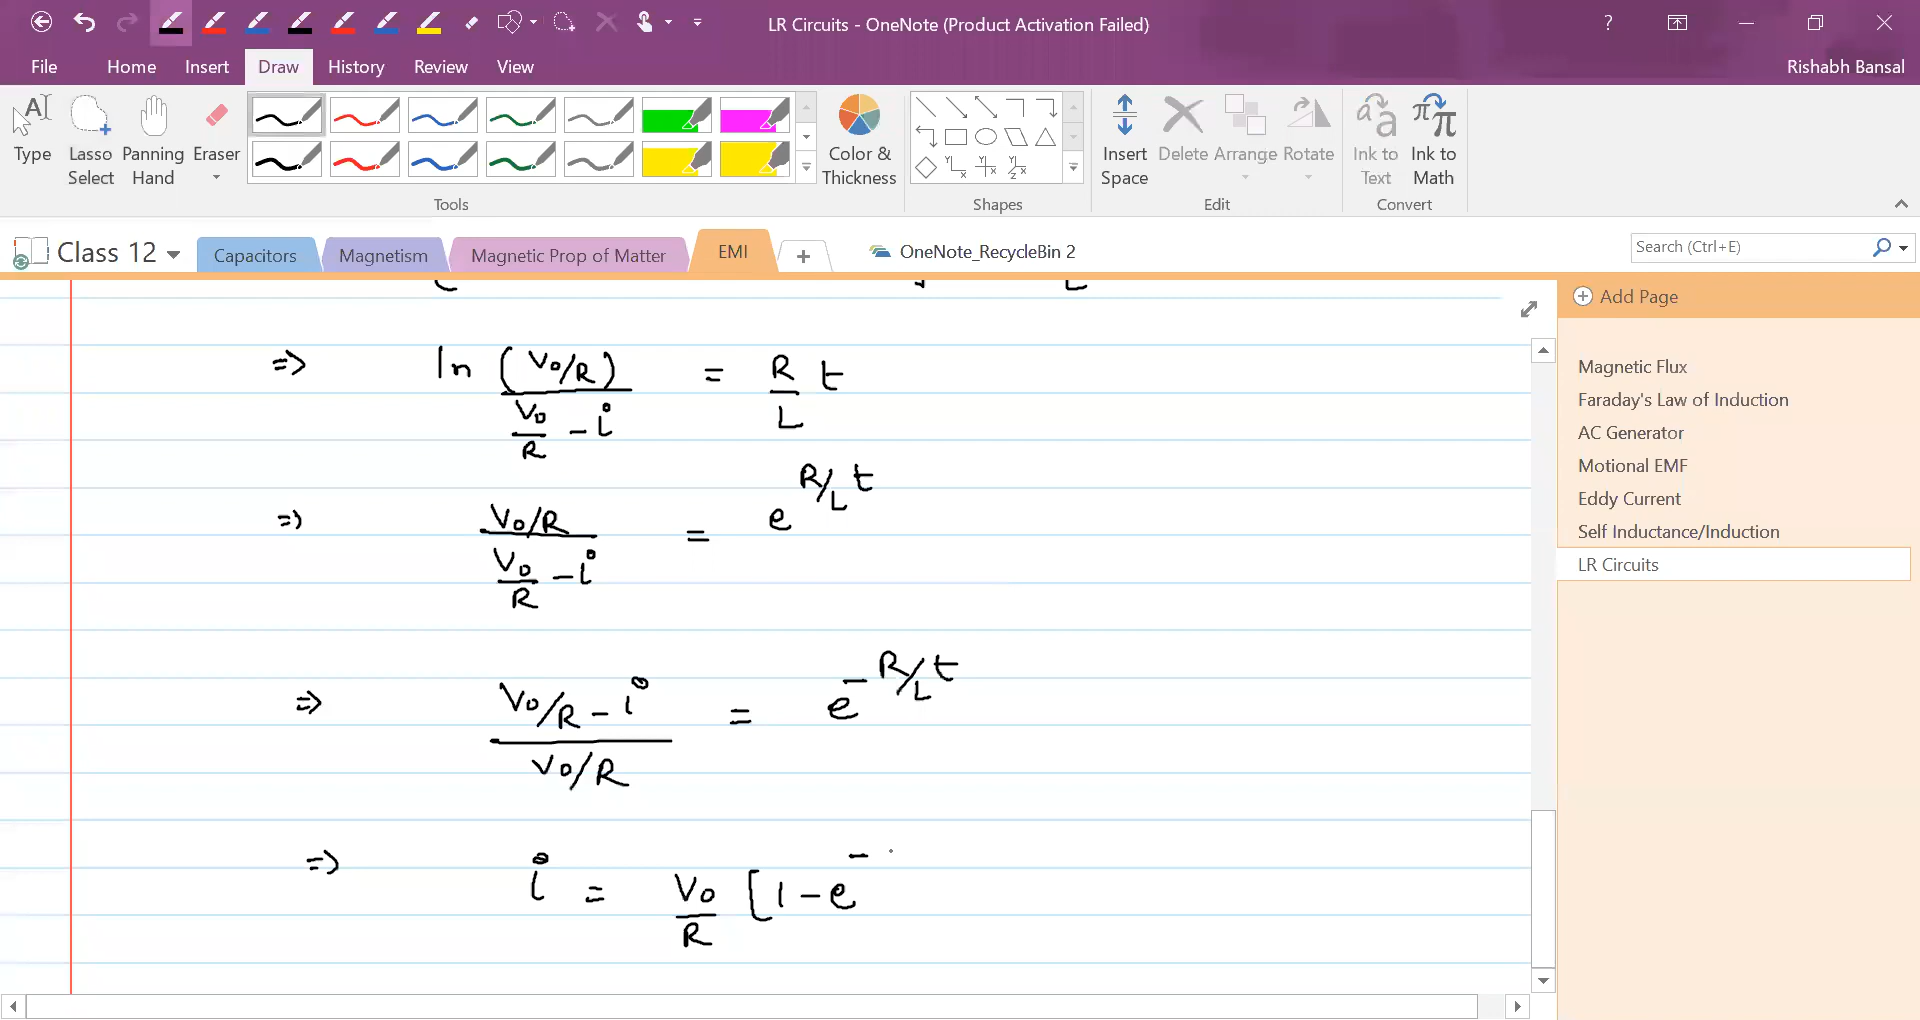 LR Circuits - OneNote (Product Activation Failed)
?
File Home Insert Draw History Review View
Rishabh Bansal
Type
Lasso Select
Panning Hand
Eraser
Color & Thickness
Insert Space
Delete
Arrange
Rotate
Ink to Text
Ink to Math
Tools
Shapes
Edit
Convert
Class 12
Capacitors
Magnetism
Magnetic Prop of Matter
EMI
+
OneNote_RecycleBin 2
Search (Ctrl+E)
Add Page
Magnetic Flux
Faraday's Law of Induction
AC Generator
Motional EMF
Eddy Current
Self Inductance/Induction
LR Circuits
=> ln (V0/R) / (V0/R - i) = R/L t
=> (V0/R) / (V0/R - i) = e^(R/L t)
=> (V0/R - i) / (V0/R) = e^(-R/L t)
=> i = V0/R [1 - e^-